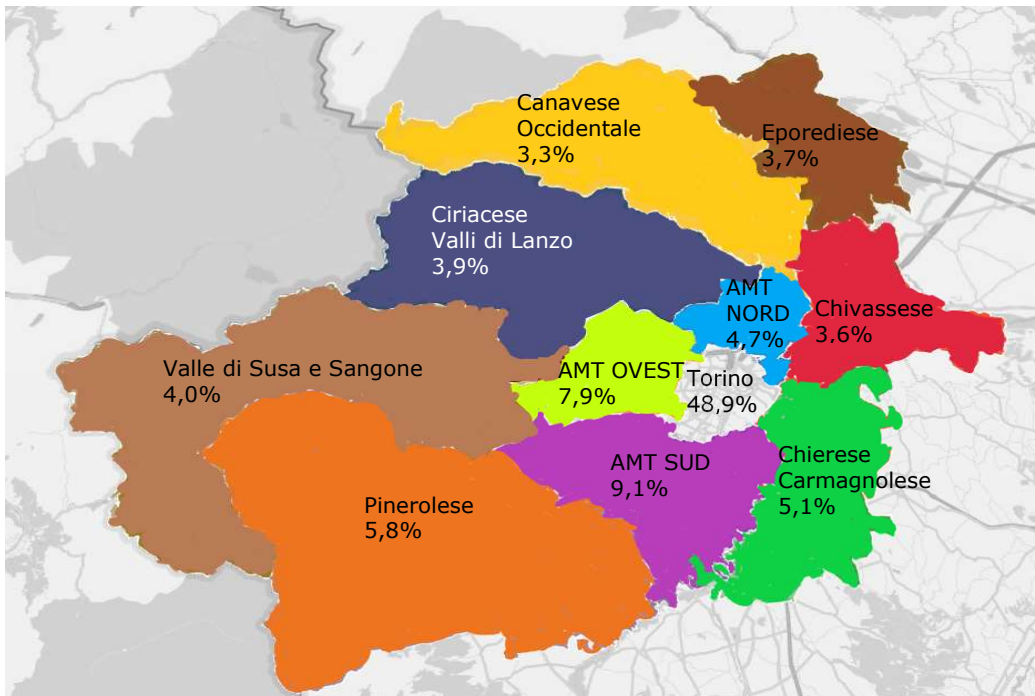 Canavese
Occidentale
3,3%
Eporediese
3,7%
Ciriacese
Valli di Lanzo
3,9%
AMT
NORD
4,7%
Chivassese
3,6%
Valle di Susa e Sangone
4,0%
AMT OVEST
7,9%
Torino
48,9%
AMT SUD
9,1%
Chierese
Carmagnolese
5,1%
Pinerolese
5,8%